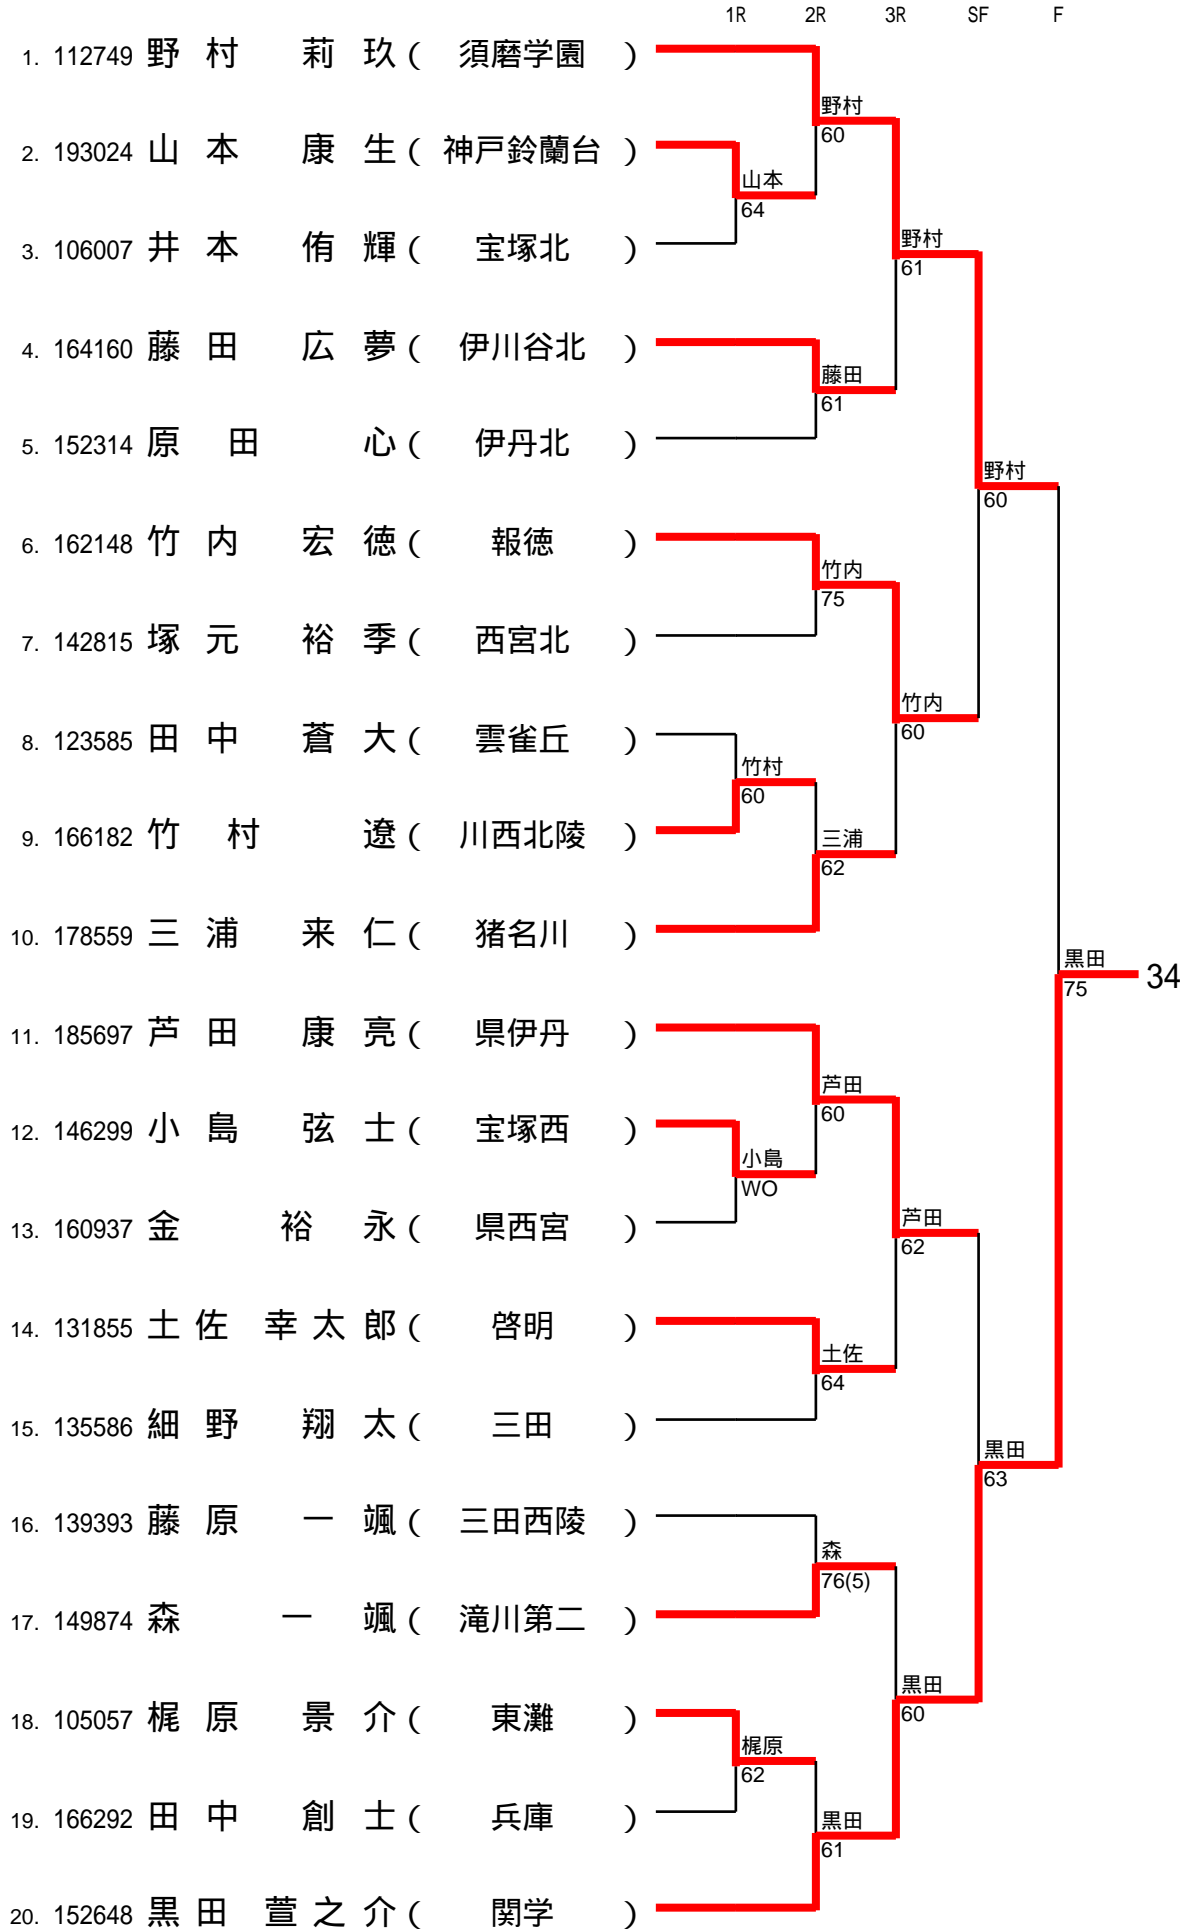 1R 2R 3R SF F
1. 112749 野村 莉玖 ( 須磨学園 )
野村
60
2. 193024 山本 康生 ( 神戸鈴蘭台 )
山本
64
3. 106007 井本 侑輝 ( 宝塚北 )
野村
61
4. 164160 藤田 広夢 ( 伊川谷北 )
藤田
61
5. 152314 原田 心 ( 伊丹北 )
野村
60
6. 162148 竹内 宏徳 ( 報徳 )
竹内
75
7. 142815 塚元 裕季 ( 西宮北 )
竹内
60
8. 123585 田中 蒼大 ( 雲雀丘 )
竹村
60
9. 166182 竹村 遼 ( 川西北陵 )
三浦
62
10. 178559 三浦 来仁 ( 猪名川 )
黒田
75
34
11. 185697 芦田 康亮 ( 県伊丹 )
芦田
60
12. 146299 小島 弦士 ( 宝塚西 )
小島
WO
13. 160937 金 裕永 ( 県西宮 )
芦田
62
14. 131855 土佐 幸太郎 ( 啓明 )
土佐
64
15. 135586 細野 翔太 ( 三田 )
黒田
63
16. 139393 藤原 一颯 ( 三田西陵 )
森
76(5)
17. 149874 森 一颯 ( 滝川第二 )
黒田
60
18. 105057 梶原 景介 ( 東灘 )
梶原
62
19. 166292 田中 創士 ( 兵庫 )
黒田
61
20. 152648 黒田 萱之介 ( 関学 )